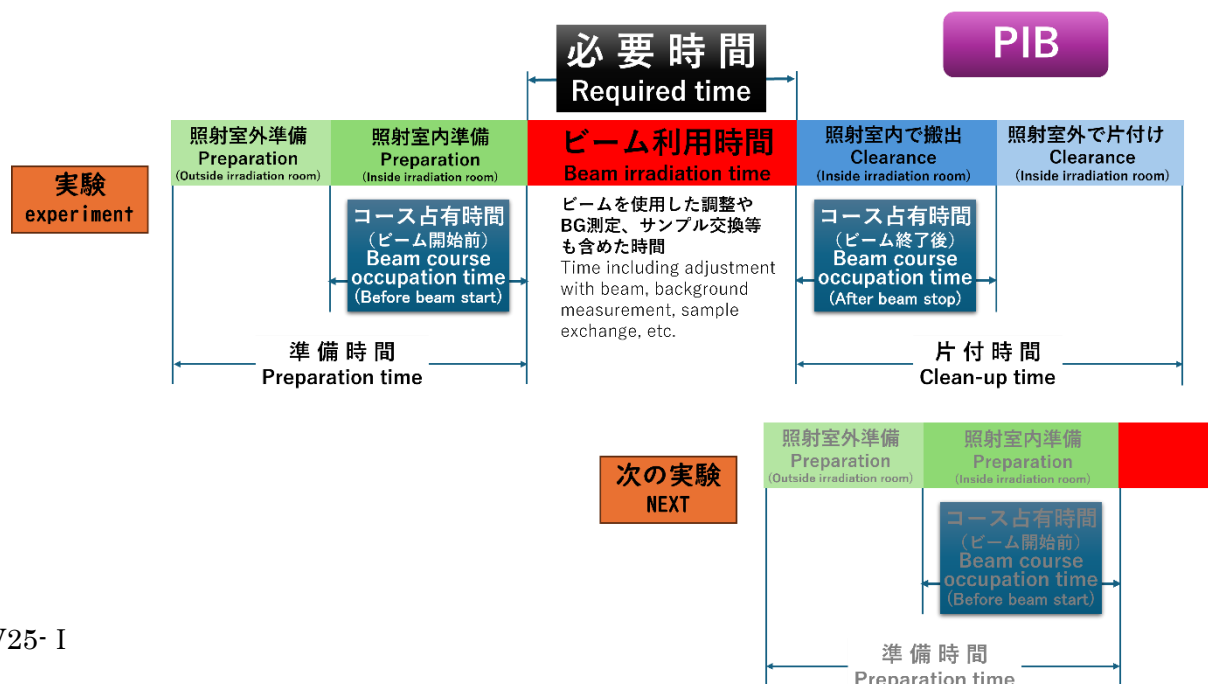 必要時間
Required time
PIB
照射室外準備
Preparation
(Outside irradiation room)
照射室内準備
Preparation
(Inside irradiation room)
ビーム利用時間
Beam irradiation time
照射室内で搬出
Clearance
(Inside irradiation room)
照射室外で片付け
Clearance
(Inside irradiation room)
実験
experiment
コース占有時間
（ビーム開始前）
Beam course
occupation time
(Before beam start)
ビームを使用した調整や
BG測定、サンプル交換等
も含めた時間
Time including adjustment
with beam, background
measurement, sample
exchange, etc.
コース占有時間
（ビーム終了後）
Beam course
occupation time
(After beam stop)
準備時間
Preparation time
片付時間
Clean-up time
次の実験
NEXT
照射室外準備
Preparation
(Outside irradiation room)
照射室内準備
Preparation
(Inside irradiation room)
コース占有時間
（ビーム開始前）
Beam course
occupation time
(Before beam start)
準備時間
Preparation time
25-Ⅰ